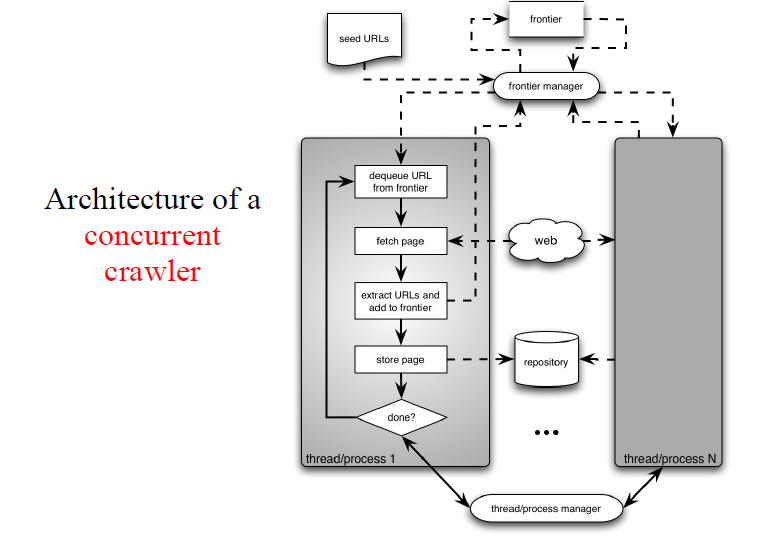 seed URLs
frontier
frontier manager
Architecture of a
concurrent
crawler
dequeue URL
from frontier
fetch page
web
extract URLs and
add to frontier
store page
repository
done?
...
thread/process 1
thread/process N
thread/process manager